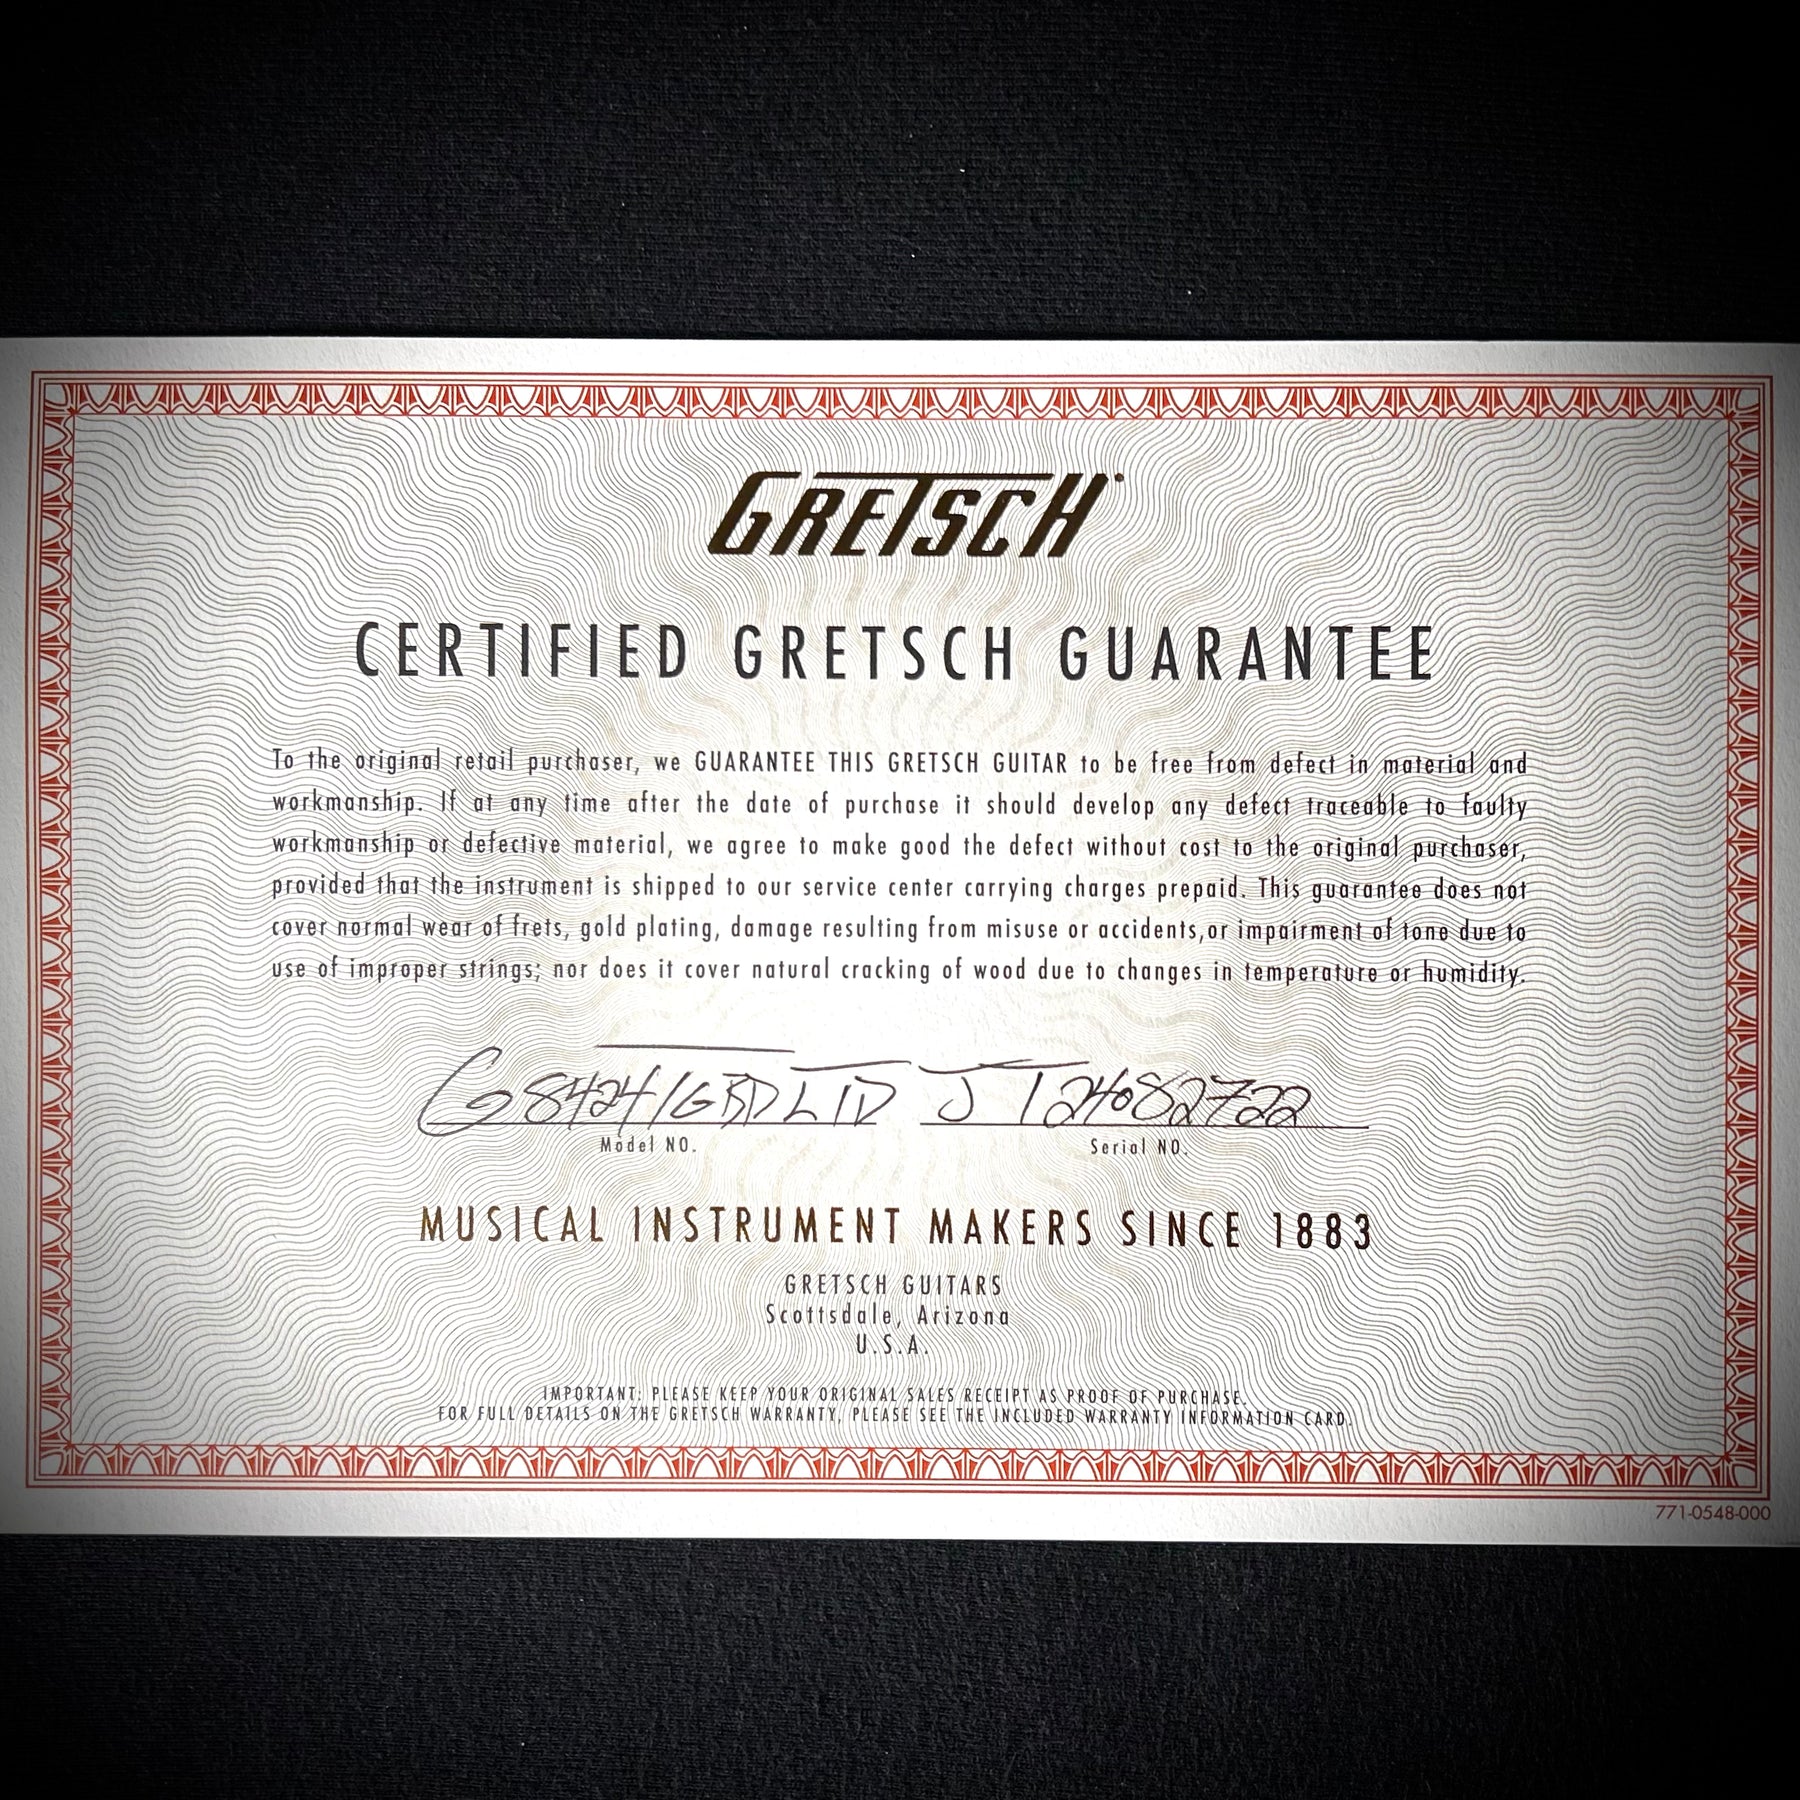 GRETSCH
CERTIFIED GRETSCH GUARANTEE
To the original retail purchaser, we GUARANTEE THIS GRETSCH GUITAR to be free from defect in material and
workmanship. If at any time after the date of purchase it should develop any defect traceable to faulty
workmanship or defective material, we agree to make good the defect without cost to the original purchaser,
provided that the instrument is shipped to our service center carrying charges prepaid. This guarantee does not
cover normal wear of frets, gold plating, damage resulting from misuse or accidents,or impairment of tone due to
use of improper strings; nor does it cover natural cracking of wood due to changes in temperature or humidity.
JT24082722
Model NO. Serial NO.
MUSICAL INSTRUMENT MAKERS SINCE 1883
GRETSCH GUITARS
Scottsdale, Arizona
U.S.A.
IMPORTANT: PLEASE KEEP YOUR ORIGINAL SALES RECEIPT AS PROOF OF PURCHASE.
FOR FULL DETAILS ON THE GRETSCH WARRANTY, PLEASE SEE THE INCLUDED WARRANTY INFORMATION CARD.
771-0548-000